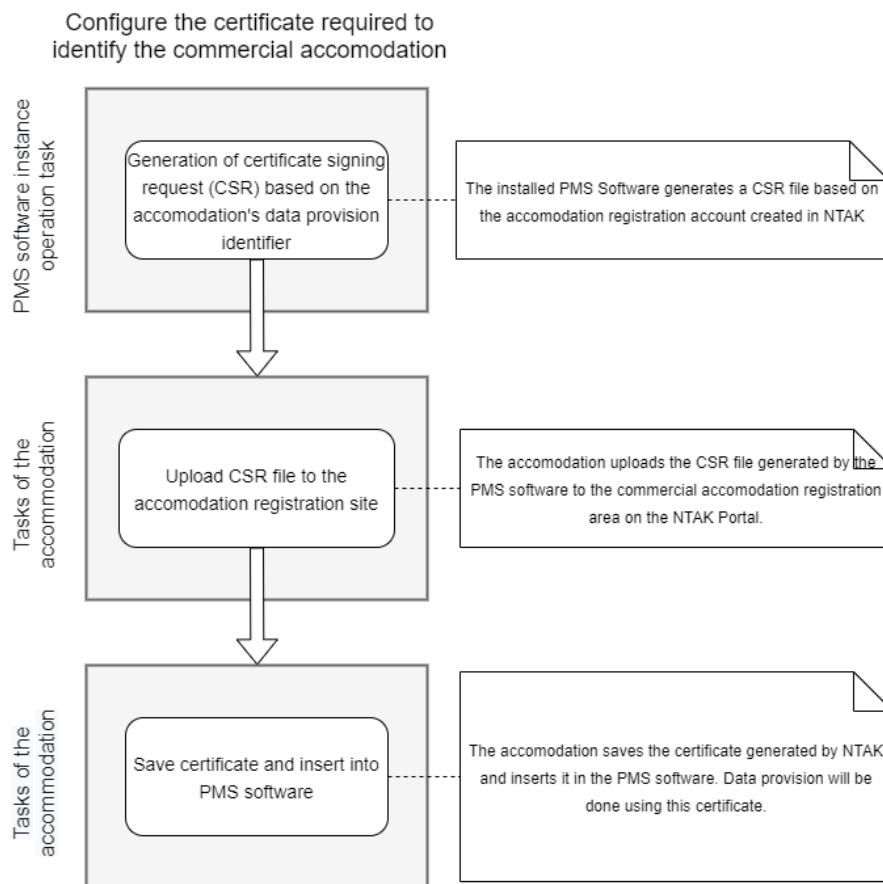 Configure the certificate required to
identify the commercial accomodation
PMS software instance
operation task
Generation of certificate signing
request (CSR) based on the
accomodation's data provision
identifier
The installed PMS Software generates a CSR file based on
the accomodation registration account created in NTAK
Tasks of the
accommodation
Upload CSR file to the
accomodation registration site
The accomodation uploads the CSR file generated by the
PMS software to the commercial accomodation registration
area on the NTAK Portal.
Tasks of the
accommodation
Save certificate and insert into
PMS software
The accomodation saves the certificate generated by NTAK
and inserts it in the PMS software. Data provision will be
done using this certificate.